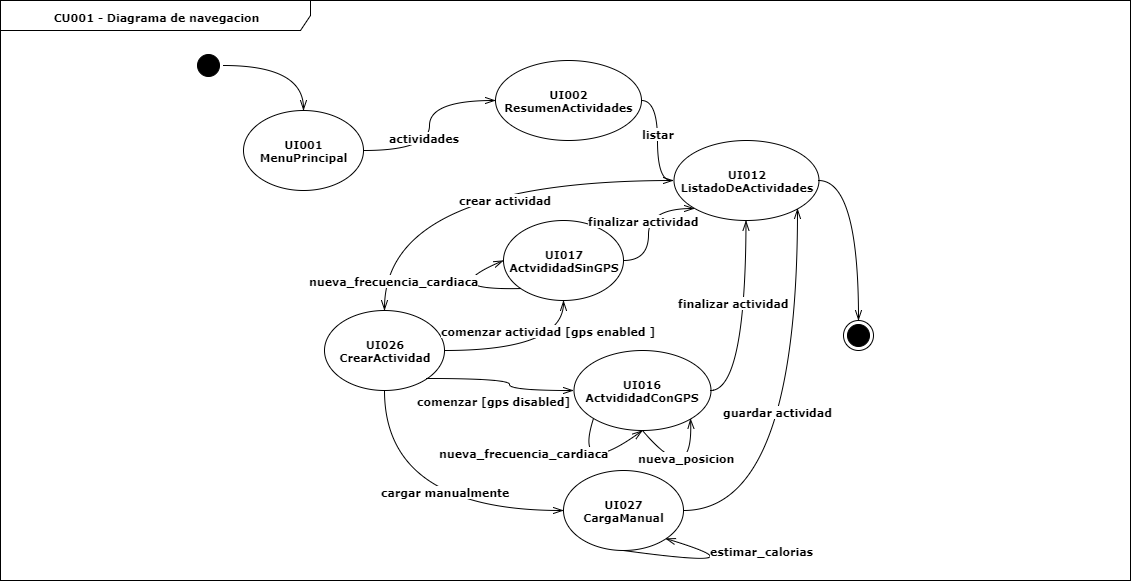 CU001 - Diagrama de navegacion
UI002
ResumenActividades
actividades
UI001
MenuPrincipal
listar
UI012
ListadoDeActividades
crear actividad
finalizar actividad
UI017
ActvididadSinGPS
nueva_frecuencia_cardiaca
finalizar actividad
comenzar actividad [gps enabled ]
UI026
CrearActividad
UI016
ActvididadConGPS
comenzar [gps disabled]
guardar actividad
nueva_frecuencia_cardiaca
nueva_posicion
cargar manualmente
UI027
CargaManual
estimar_calorias